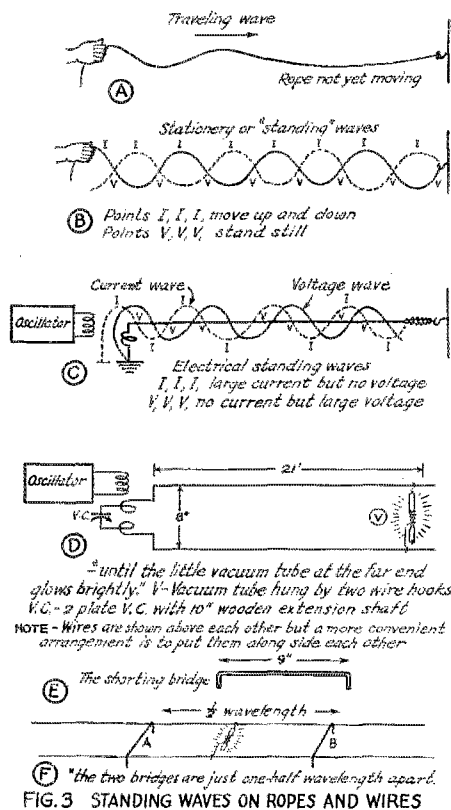 Traveling wave
Rope not yet moving
A
Stationery or "standing" waves
I I I I I I I
V V V V V V V
B Points I, I, I, move up and down
Points V, V, V, stand still
Current wave
Voltage wave
Oscillator
I I I I
V V V V V
I I I
C
Electrical standing waves
I, I, I, large current but no voltage
V, V, V, no current but large voltage
21'
Oscillator
V.C.
8"
V
D
"until the little vacuum tube at the far end
glows brightly." V-Vacuum tube hung by two wire hooks
V.C.- 2 plate V.C. with 10" wooden extension shaft
NOTE - Wires are shown above each other but a more convenient
arrangement is to put them along side each other
9"
E The shorting bridge
½ wavelength
A B
F "the two bridges are just one-half wavelength apart.
FIG.3 STANDING WAVES ON ROPES AND WIRES